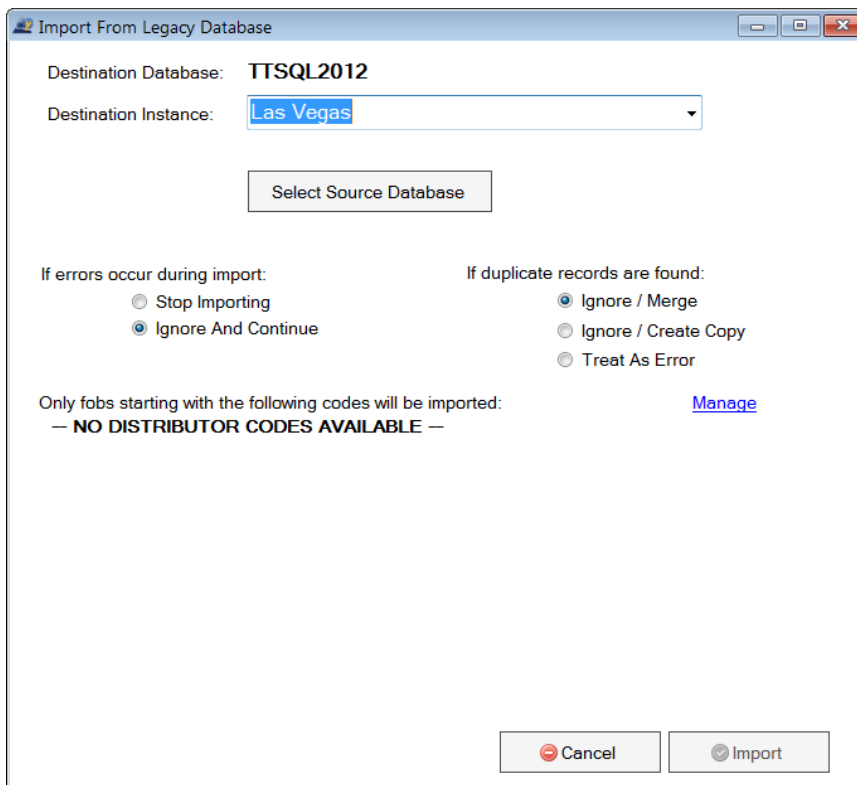 Import From Legacy Database
Destination Database: TTSQL2012
Destination Instance: Las Vegas
Select Source Database
If errors occur during import:
Stop Importing
Ignore And Continue
If duplicate records are found:
Ignore / Merge
Ignore / Create Copy
Treat As Error
Only fobs starting with the following codes will be imported: Manage
-- NO DISTRIBUTOR CODES AVAILABLE --
Cancel Import